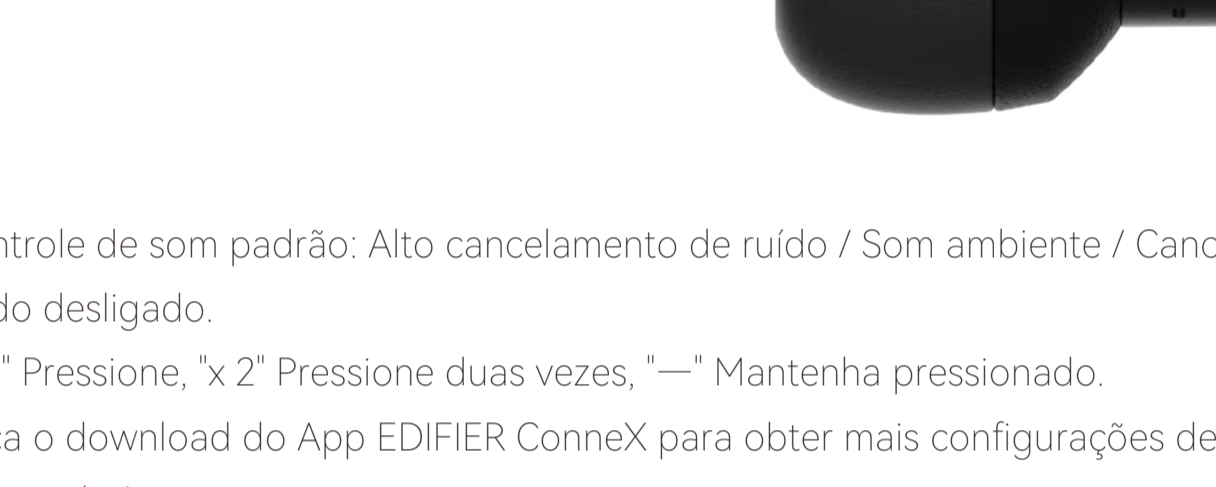 ntrole de som padrão: Alto cancelamento de ruído / Som ambiente / Canc
do desligado.
" Pressione, "x 2" Pressione duas vezes, "—" Mantenha pressionado.
ça o download do App EDIFIER ConneX para obter mais configurações de